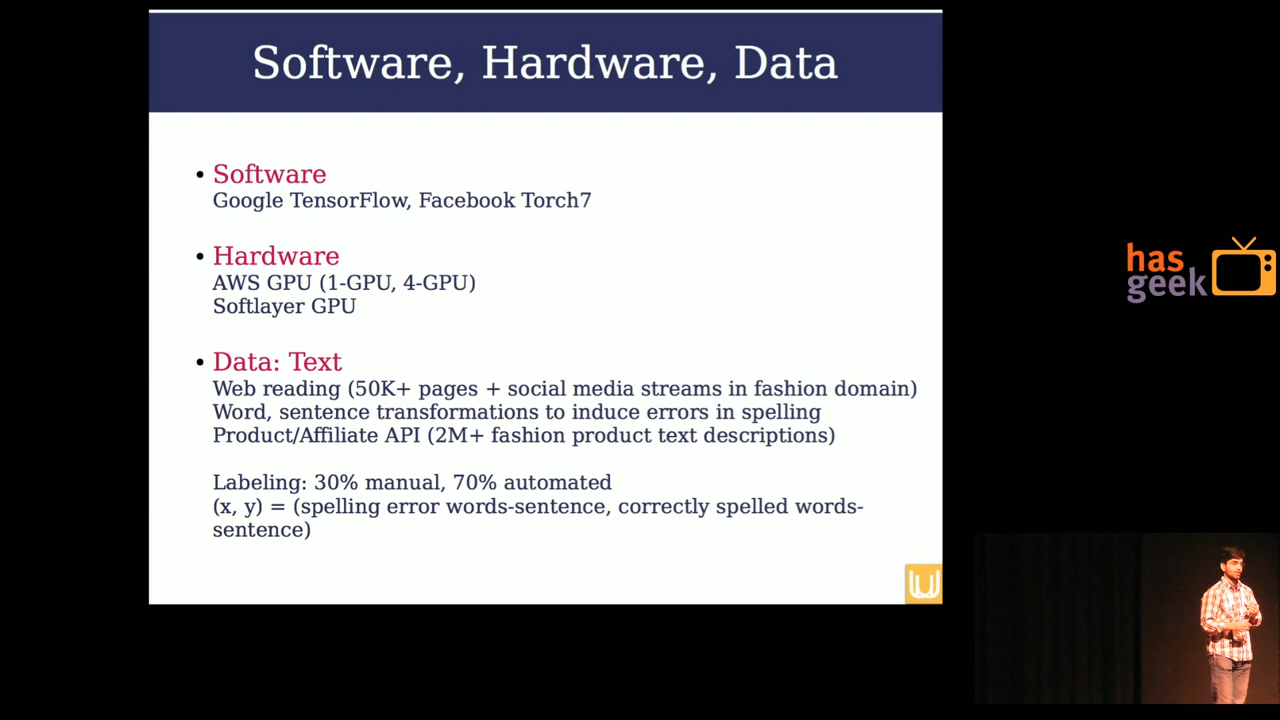 Software, Hardware, Data
• Software
Google TensorFlow, Facebook Torch7
• Hardware
AWS GPU (1-GPU, 4-GPU)
Softlayer GPU
• Data: Text
Web reading (50K+ pages + social media streams in fashion domain)
Word, sentence transformations to induce errors in spelling
Product/Affiliate API (2M+ fashion product text descriptions)
Labeling: 30% manual, 70% automated
(x, y) = (spelling error words-sentence, correctly spelled words-
sentence)
has
geek